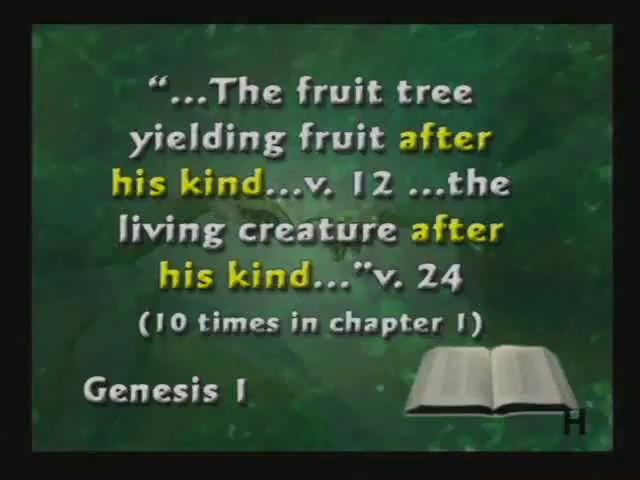 “...The fruit tree
yielding fruit after
his kind...v. 12 ...the
living creature after
his kind...”v. 24
(10 times in chapter 1)
Genesis 1
H